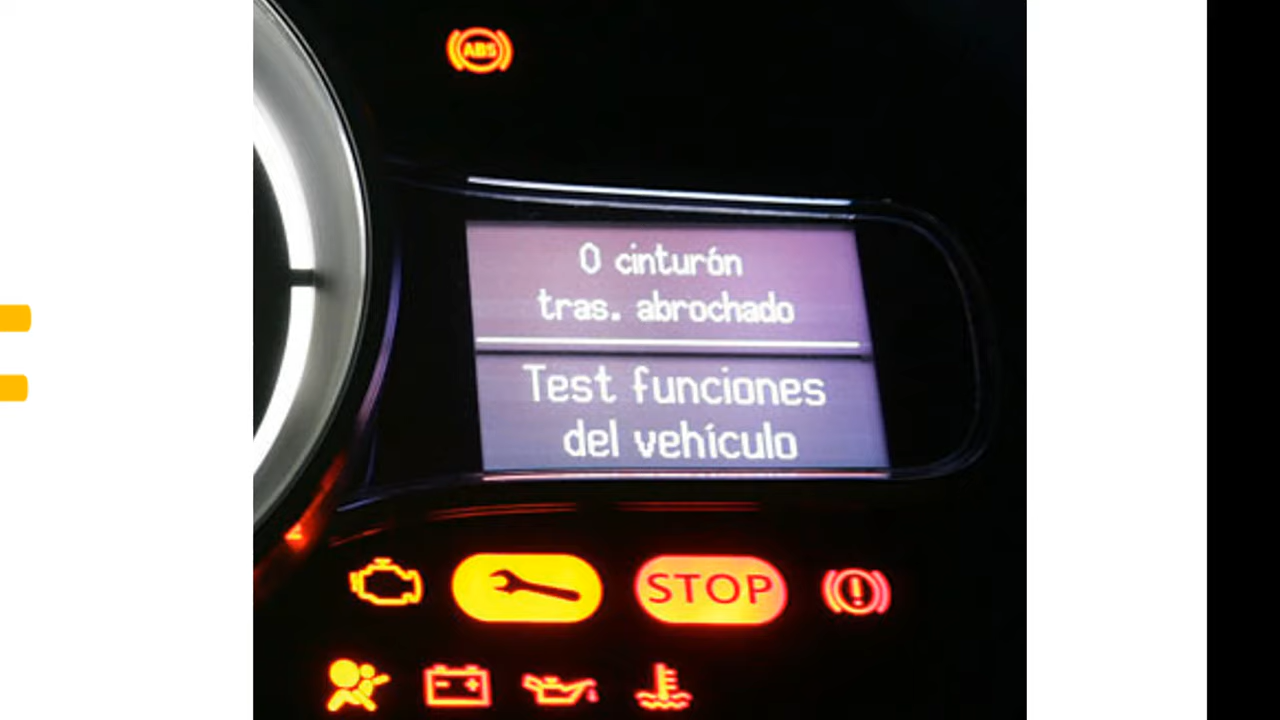 ABS
0 cinturón
tras. abrochado
Test funciones
del vehículo
STOP